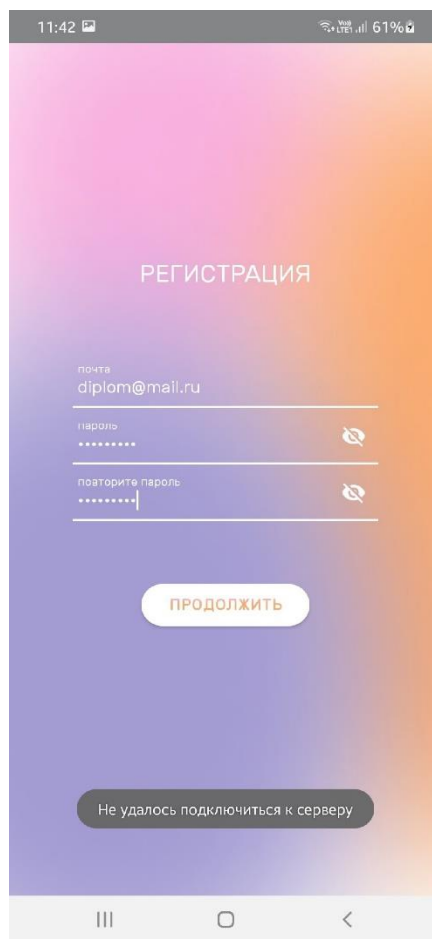 11:42 61%
РЕГИСТРАЦИЯ
почта
diplom@mail.ru
пароль
•••••••••
повторите пароль
•••••••••
ПРОДОЛЖИТЬ
Не удалось подключиться к серверу